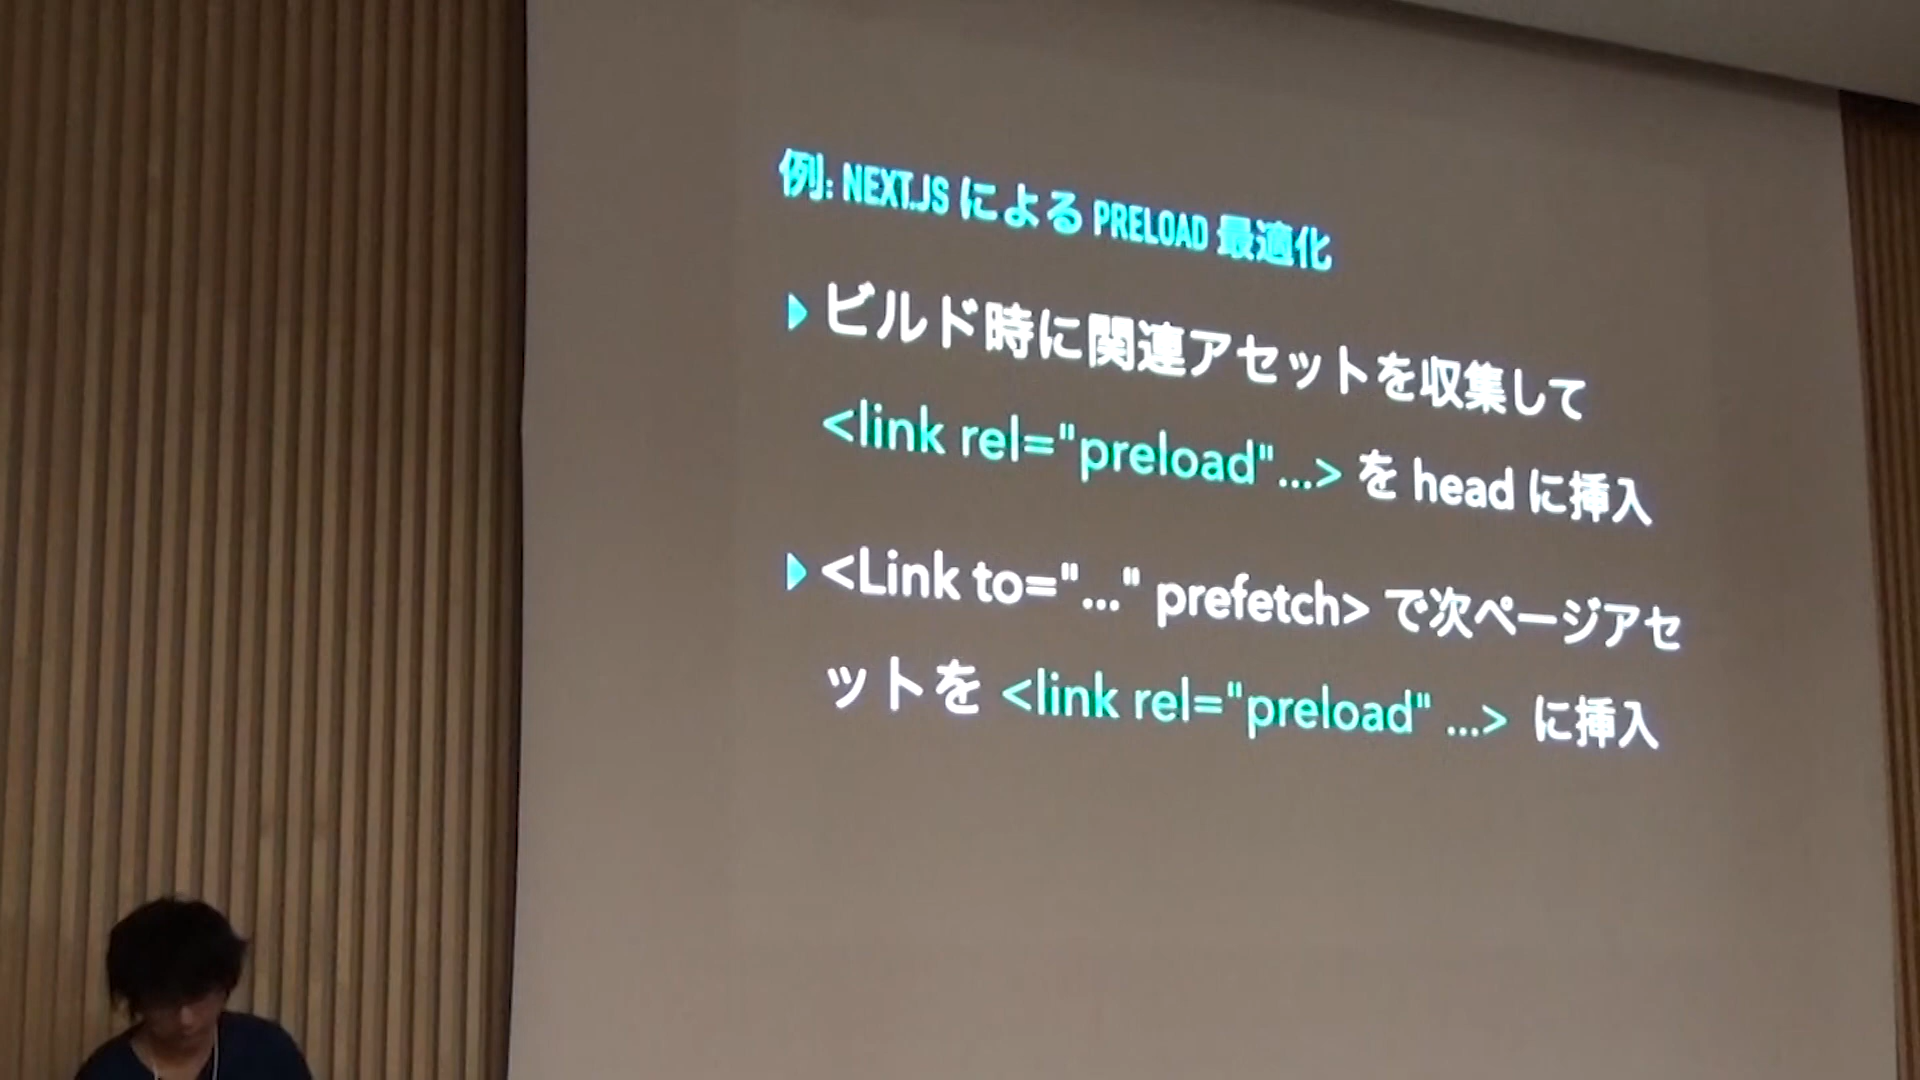 例: NEXT.JS による PRELOAD 最適化
ビルド時に関連アセットを収集して
<link rel="preload"...> を head に挿入
<Link to="..." prefetch> で次ページアセ
ットを <link rel="preload" ...> に挿入